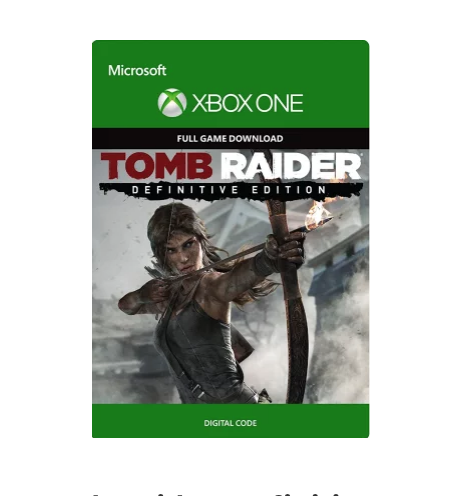 Microsoft
XBOX ONE
FULL GAME DOWNLOAD
TOMB RAIDER
DEFINITIVE EDITION
DIGITAL CODE